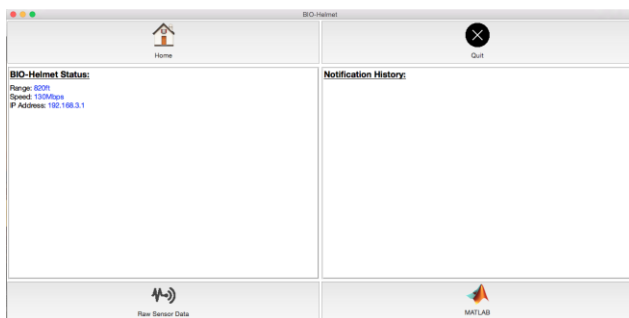 BIO-Helmet
Home
Quit
BIO-Helmet Status:
Range: 820ft
Speed: 130Mbps
IP Address: 192.168.3.1
Notification History:
Raw Sensor Data
MATLAB